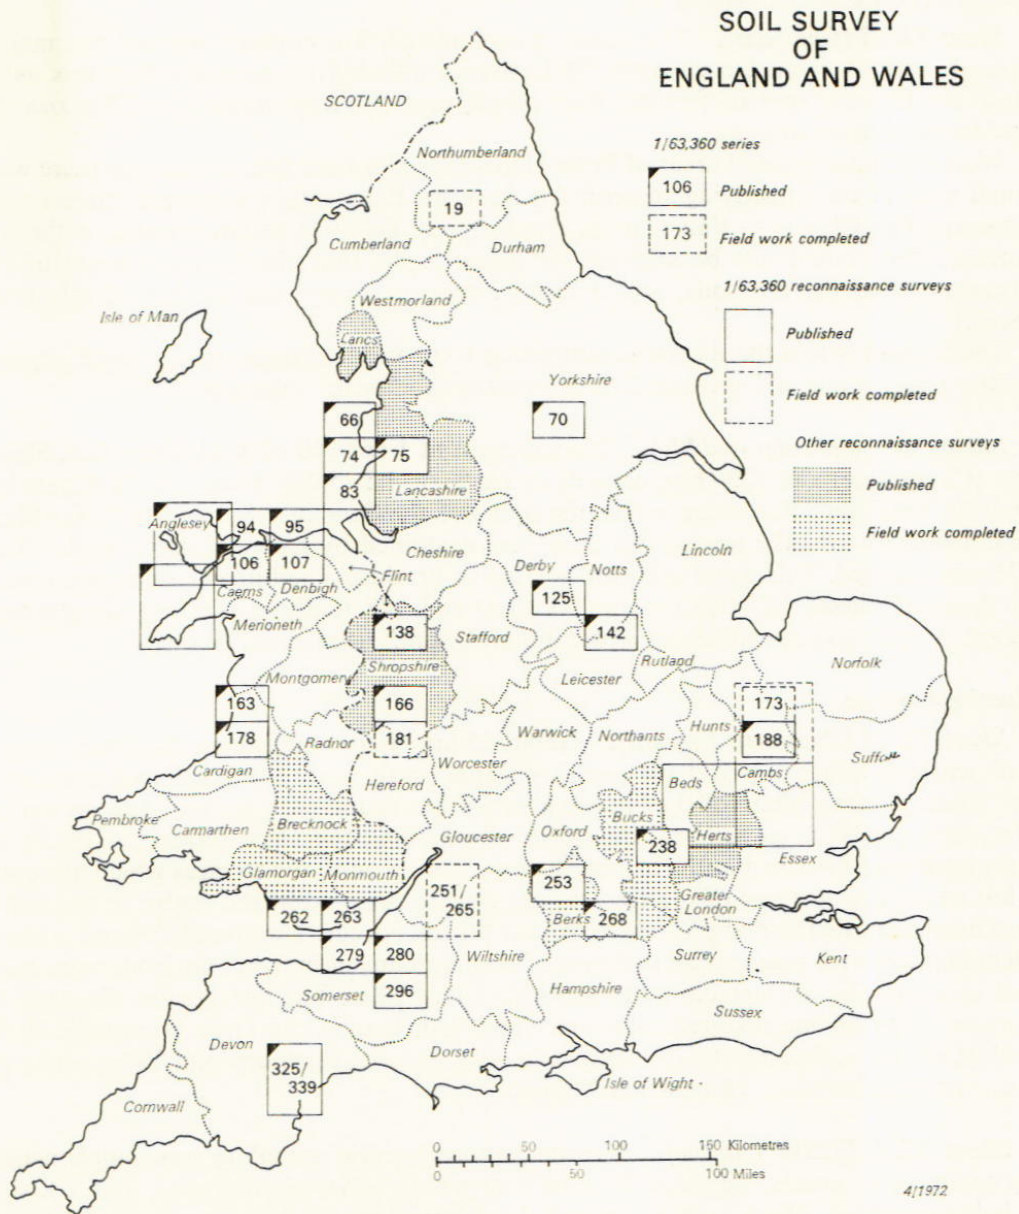 SOIL SURVEY
OF
ENGLAND AND WALES
1/63,360 series
106 Published
173 Field work completed
1/63,360 reconnaissance surveys
Published
Field work completed
Other reconnaissance surveys
Published
Field work completed
SCOTLAND
Northumberland
19
Cumberland
Durham
Westmorland
Isle of Man
Lancs
Yorkshire
66
70
74
75
83
Lancashire
Anglesey
94
95
Cheshire
Derby
Notts
Lincoln
106
107
Flint
Caerns
Denbigh
125
Merioneth
138
Stafford
142
Shropshire
Rutland
Norfolk
Montgomery
Leicester
163
166
173
Hunts
178
181
Warwick
Northants
188
Radnor
Worcester
Suffolk
Cardigan
Hereford
Beds
Cambs
Pembroke
Carmarthen
Brecknock
Gloucester
Oxford
Bucks
Herts
238
Essex
Glamorgan
Monmouth
251/
265
253
Greater
London
262
263
Berks
268
279
280
Wiltshire
Surrey
Kent
Somerset
296
Hampshire
Sussex
Devon
Dorset
325/
339
Isle of Wight
Cornwall
0 50 100 150 Kilometres
0 50 100 Miles
4/1972